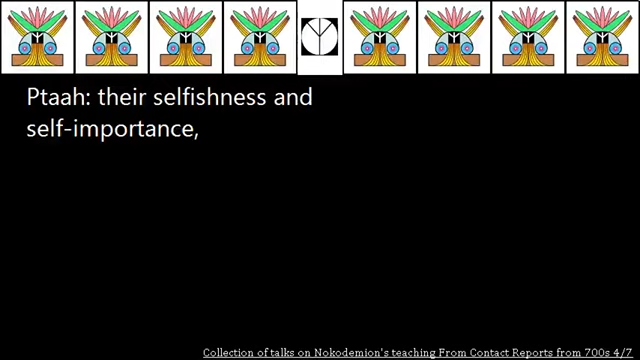 Ptaah: their selfishness and
self-importance,
Collection of talks on Nokodemion's teaching From Contact Reports from 700s 4/7